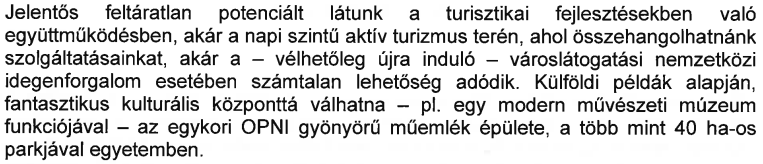 Jelentős feltáratlan potenciált látunk a turisztikai fejlesztésekben való
együttműködésben, akár a napi szintű aktív turizmus terén, ahol összehangolhatnánk
szolgáltatásainkat, akár a – vélhetőleg újra induló – városlátogatási nemzetközi
idegenforgalom esetében számtalan lehetőség adódik. Külföldi példák alapján,
fantasztikus kulturális központtá válhatna – pl. egy modern művészeti múzeum
funkciójával – az egykori OPNI gyönyörű műemlék épülete, a több mint 40 ha-os
parkjával egyetemben.